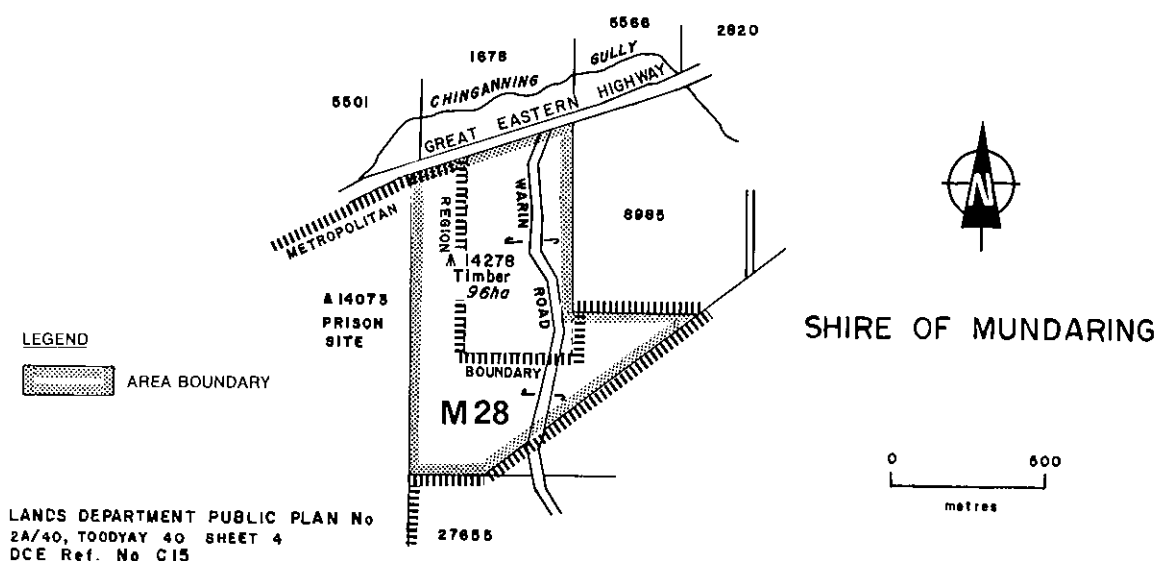 5566
2820
1678
GULLY
CHINGANNING
5501
GREAT EASTERN HIGHWAY
WARIN
ROAD
METROPOLITAN
REGION
BOUNDARY
8985
N
A 14278
Timber
96ha
A 14073
PRISON
SITE
SHIRE OF MUNDARING
LEGEND
AREA BOUNDARY
M28
0 500
metres
LANDS DEPARTMENT PUBLIC PLAN No
2A/40, TOODYAY 40 SHEET 4
DCE Ref. No C15
27655